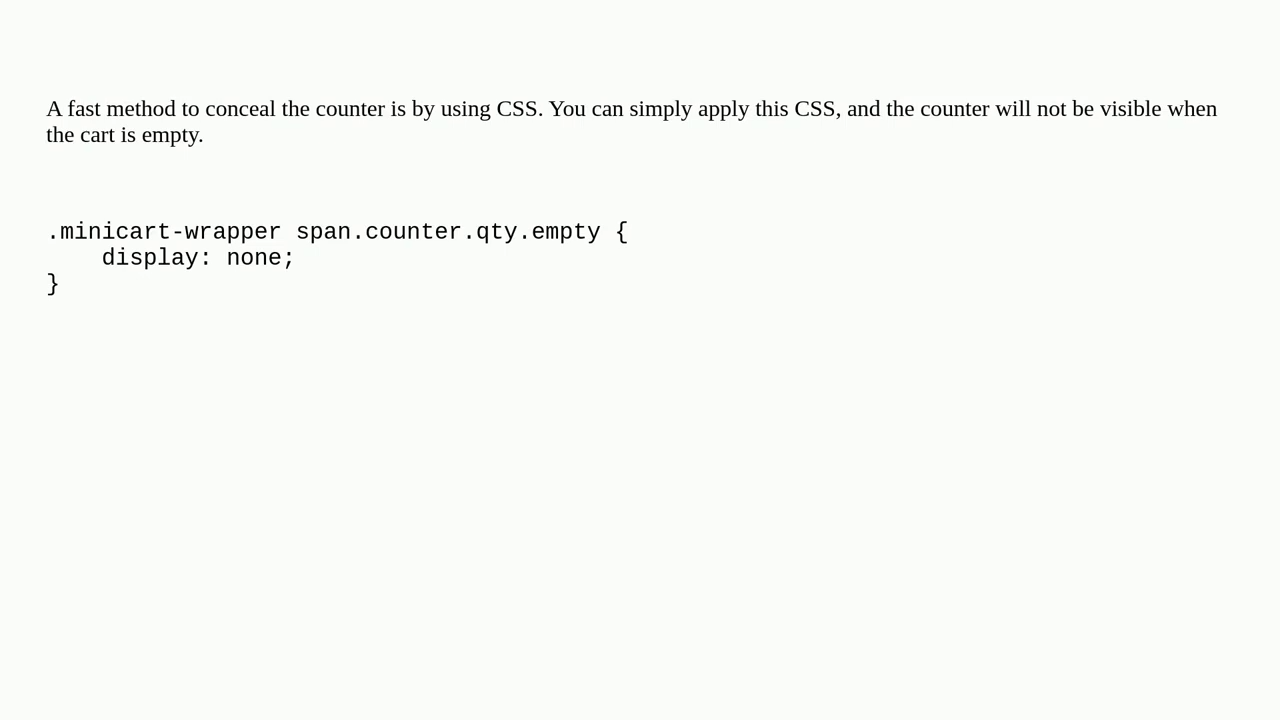 A fast method to conceal the counter is by using CSS. You can simply apply this CSS, and the counter will not be visible when
the cart is empty.
.minicart-wrapper span.counter.qty.empty {
    display: none;
}